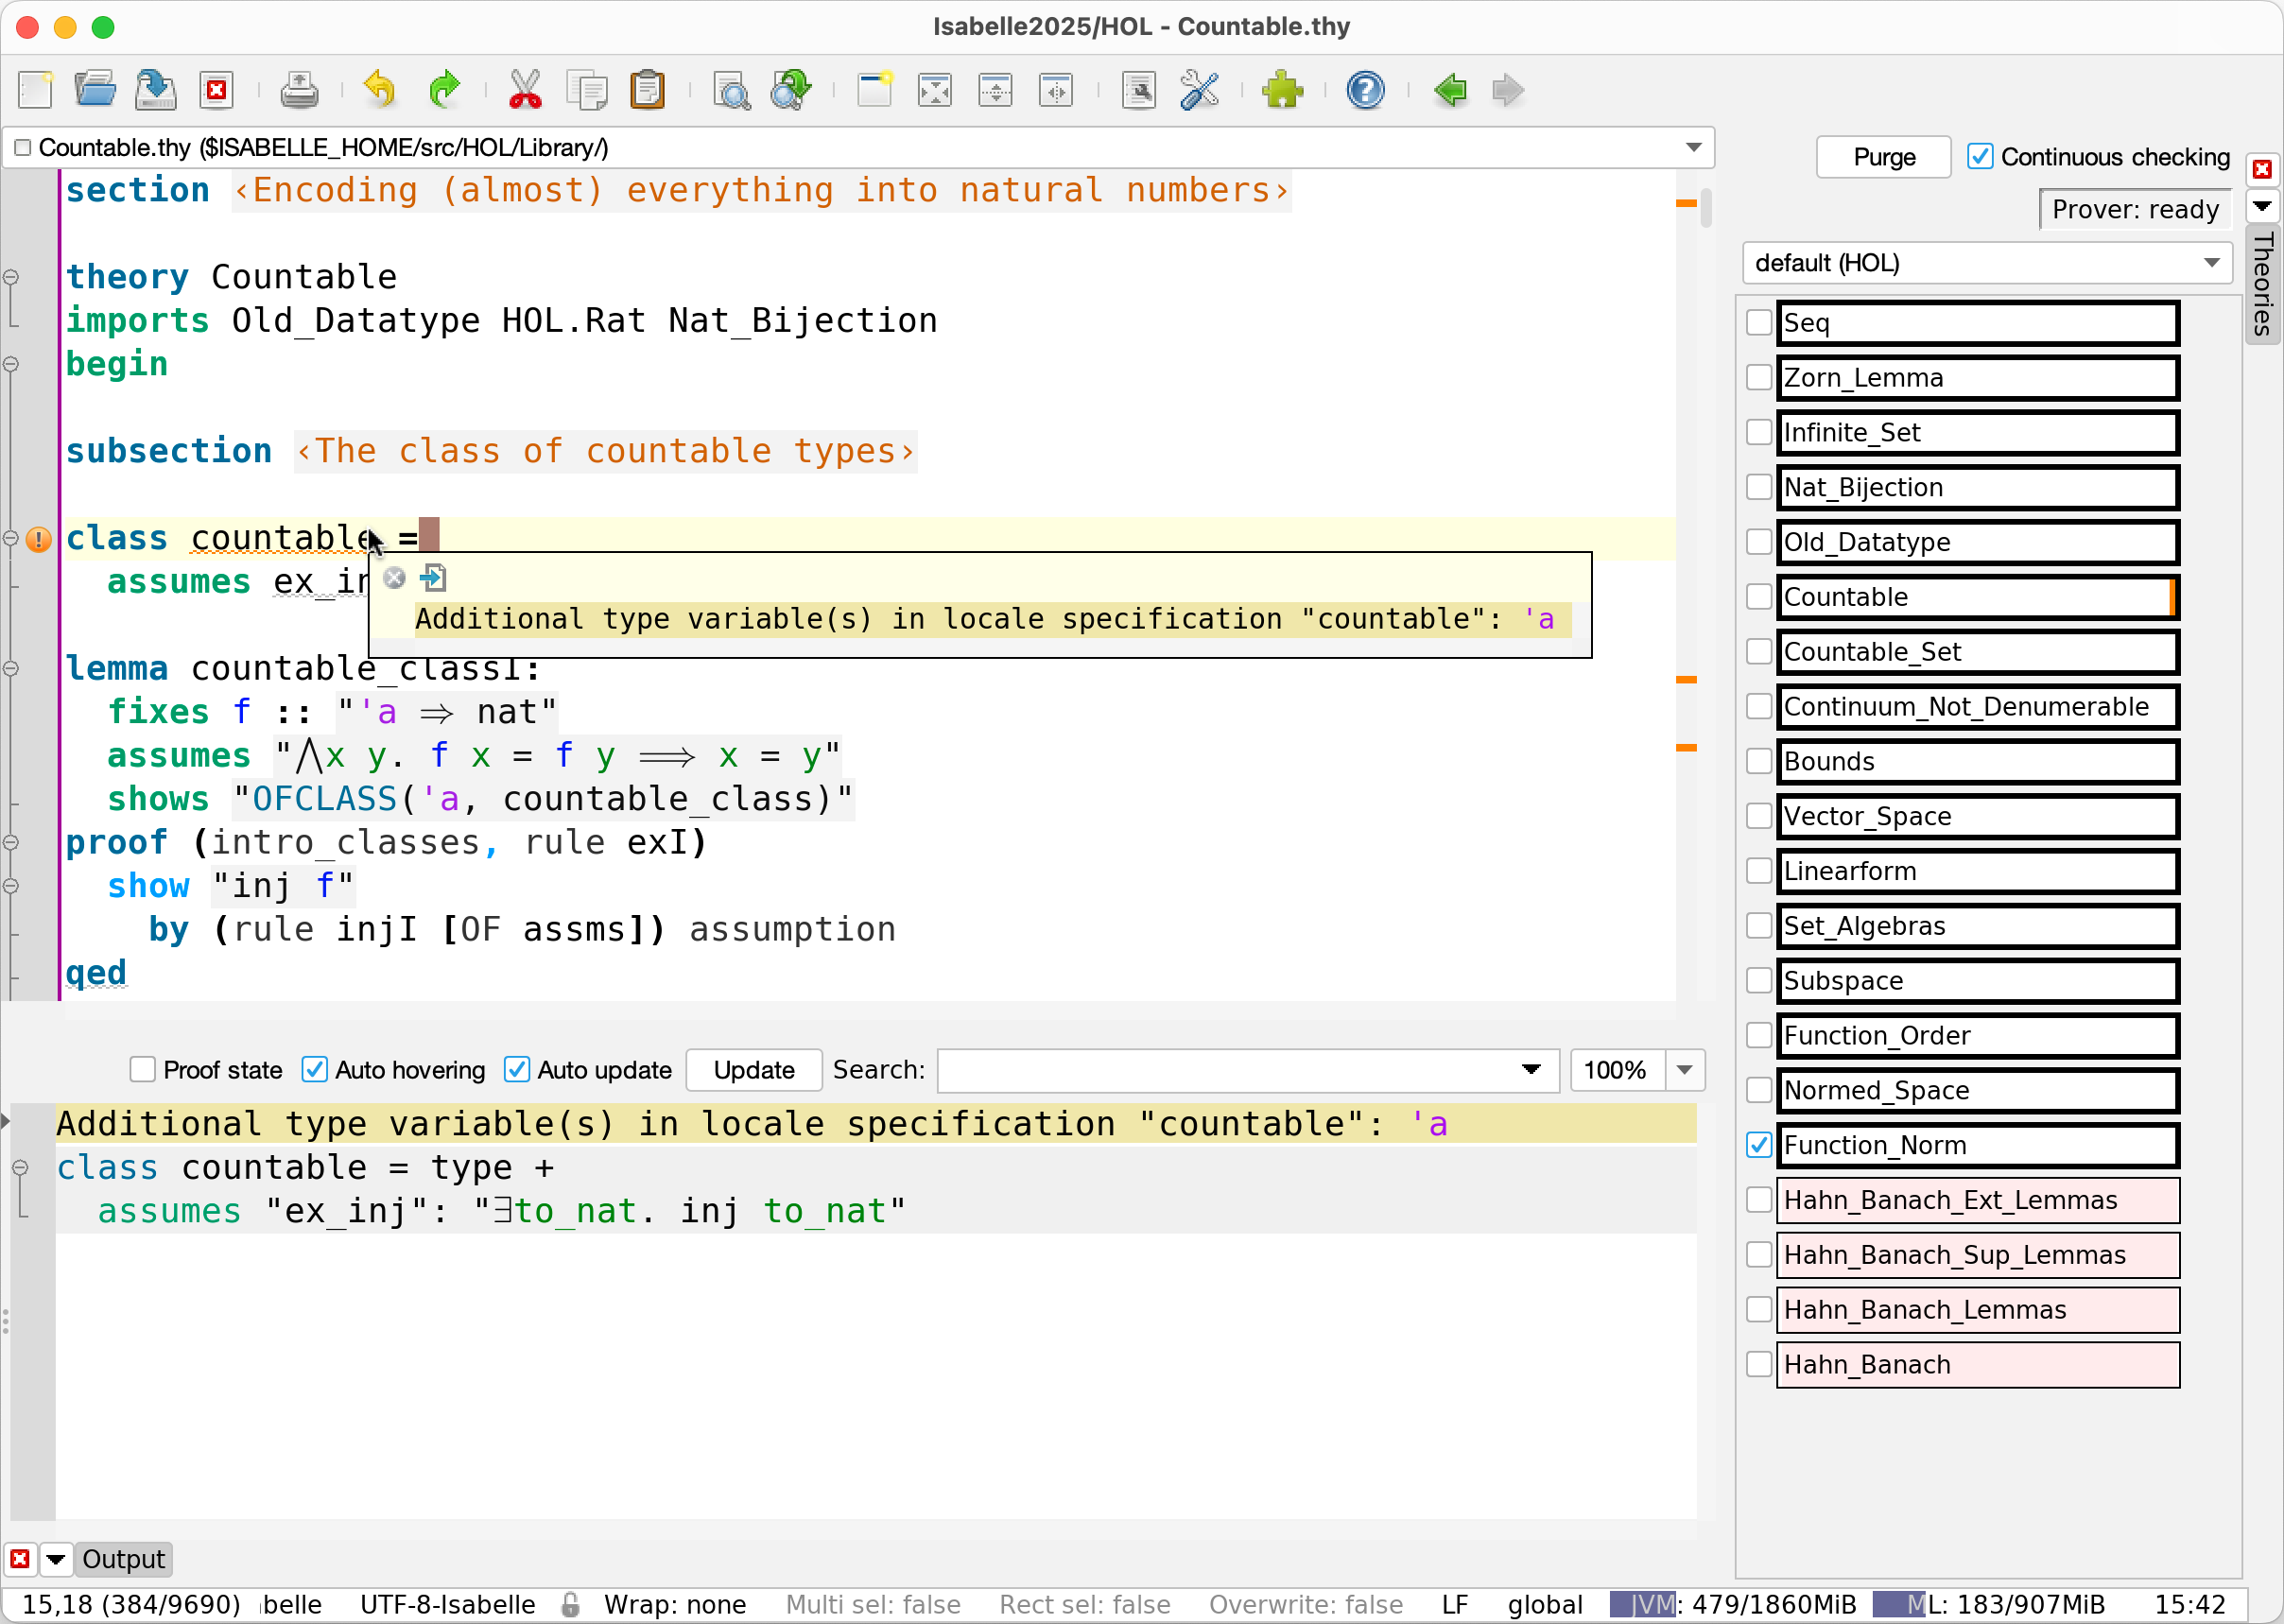 Isabelle2025/HOL - Countable.thy
Countable.thy ($ISABELLE_HOME/src/HOL/Library/)
section ‹Encoding (almost) everything into natural numbers›
theory Countable
imports Old_Datatype HOL.Rat Nat_Bijection
begin
subsection ‹The class of countable types›
class countable =
assumes ex_in
Additional type variable(s) in locale specification "countable": 'a
lemma countable_classI:
fixes f :: "'a ⇒ nat"
assumes "⋀x y. f x = f y ⟹ x = y"
shows "OFCLASS('a, countable_class)"
proof (intro_classes, rule exI)
show "inj f"
by (rule injI [OF assms]) assumption
qed
Proof state
Auto hovering
Auto update
Update
Search:
100%
Additional type variable(s) in locale specification "countable": 'a
class countable = type +
assumes "ex_inj": "∃to_nat. inj to_nat"
Output
Purge
Continuous checking
Prover: ready
Theories
default (HOL)
Seq
Zorn_Lemma
Infinite_Set
Nat_Bijection
Old_Datatype
Countable
Countable_Set
Continuum_Not_Denumerable
Bounds
Vector_Space
Linearform
Set_Algebras
Subspace
Function_Order
Normed_Space
Function_Norm
Hahn_Banach_Ext_Lemmas
Hahn_Banach_Sup_Lemmas
Hahn_Banach_Lemmas
Hahn_Banach
15,18 (384/9690) belle UTF-8-Isabelle Wrap: none Multi sel: false Rect sel: false Overwrite: false LF global JVM: 479/1860MiB ML: 183/907MiB 15:42